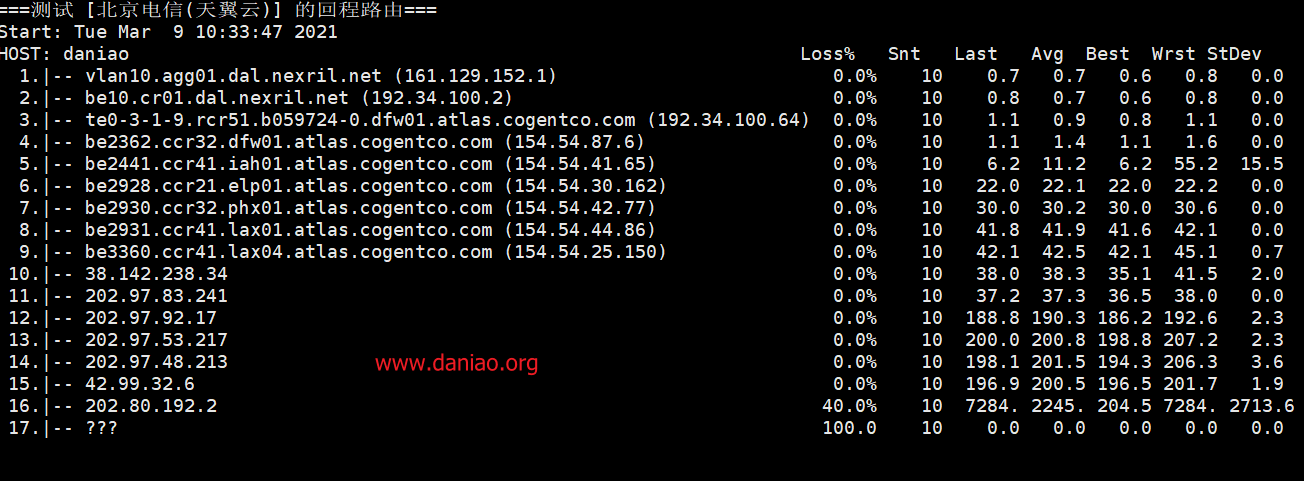 ===测试 [北京电信(天翼云)] 的回程路由===
Start: Tue Mar  9 10:33:47 2021
HOST: daniao Loss% Snt Last Avg Best Wrst StDev
1.|-- vlan10.agg01.dal.nexril.net (161.129.152.1) 0.0% 10 0.7 0.7 0.6 0.8 0.0
2.|-- be10.cr01.dal.nexril.net (192.34.100.2) 0.0% 10 0.8 0.7 0.6 0.8 0.0
3.|-- te0-3-1-9.rcr51.b059724-0.dfw01.atlas.cogentco.com (192.34.100.64) 0.0% 10 1.1 0.9 0.8 1.1 0.0
4.|-- be2362.ccr32.dfw01.atlas.cogentco.com (154.54.87.6) 0.0% 10 1.1 1.4 1.1 1.6 0.0
5.|-- be2441.ccr41.iah01.atlas.cogentco.com (154.54.41.65) 0.0% 10 6.2 11.2 6.2 55.2 15.5
6.|-- be2928.ccr21.elp01.atlas.cogentco.com (154.54.30.162) 0.0% 10 22.0 22.1 22.0 22.2 0.0
7.|-- be2930.ccr32.phx01.atlas.cogentco.com (154.54.42.77) 0.0% 10 30.0 30.2 30.0 30.6 0.0
8.|-- be2931.ccr41.lax01.atlas.cogentco.com (154.54.44.86) 0.0% 10 41.8 41.9 41.6 42.1 0.0
9.|-- be3360.ccr41.lax04.atlas.cogentco.com (154.54.25.150) 0.0% 10 42.1 42.5 42.1 45.1 0.7
10.|-- 38.142.238.34 0.0% 10 38.0 38.3 35.1 41.5 2.0
11.|-- 202.97.83.241 0.0% 10 37.2 37.3 36.5 38.0 0.0
12.|-- 202.97.92.17 0.0% 10 188.8 190.3 186.2 192.6 2.3
13.|-- 202.97.53.217 0.0% 10 200.0 200.8 198.8 207.2 2.3
14.|-- 202.97.48.213 0.0% 10 198.1 201.5 194.3 206.3 3.6
www.daniao.org
15.|-- 42.99.32.6 0.0% 10 196.9 200.5 196.5 201.7 1.9
16.|-- 202.80.192.2 40.0% 10 7284. 2245. 204.5 7284. 2713.6
17.|-- ??? 100.0 10 0.0 0.0 0.0 0.0 0.0